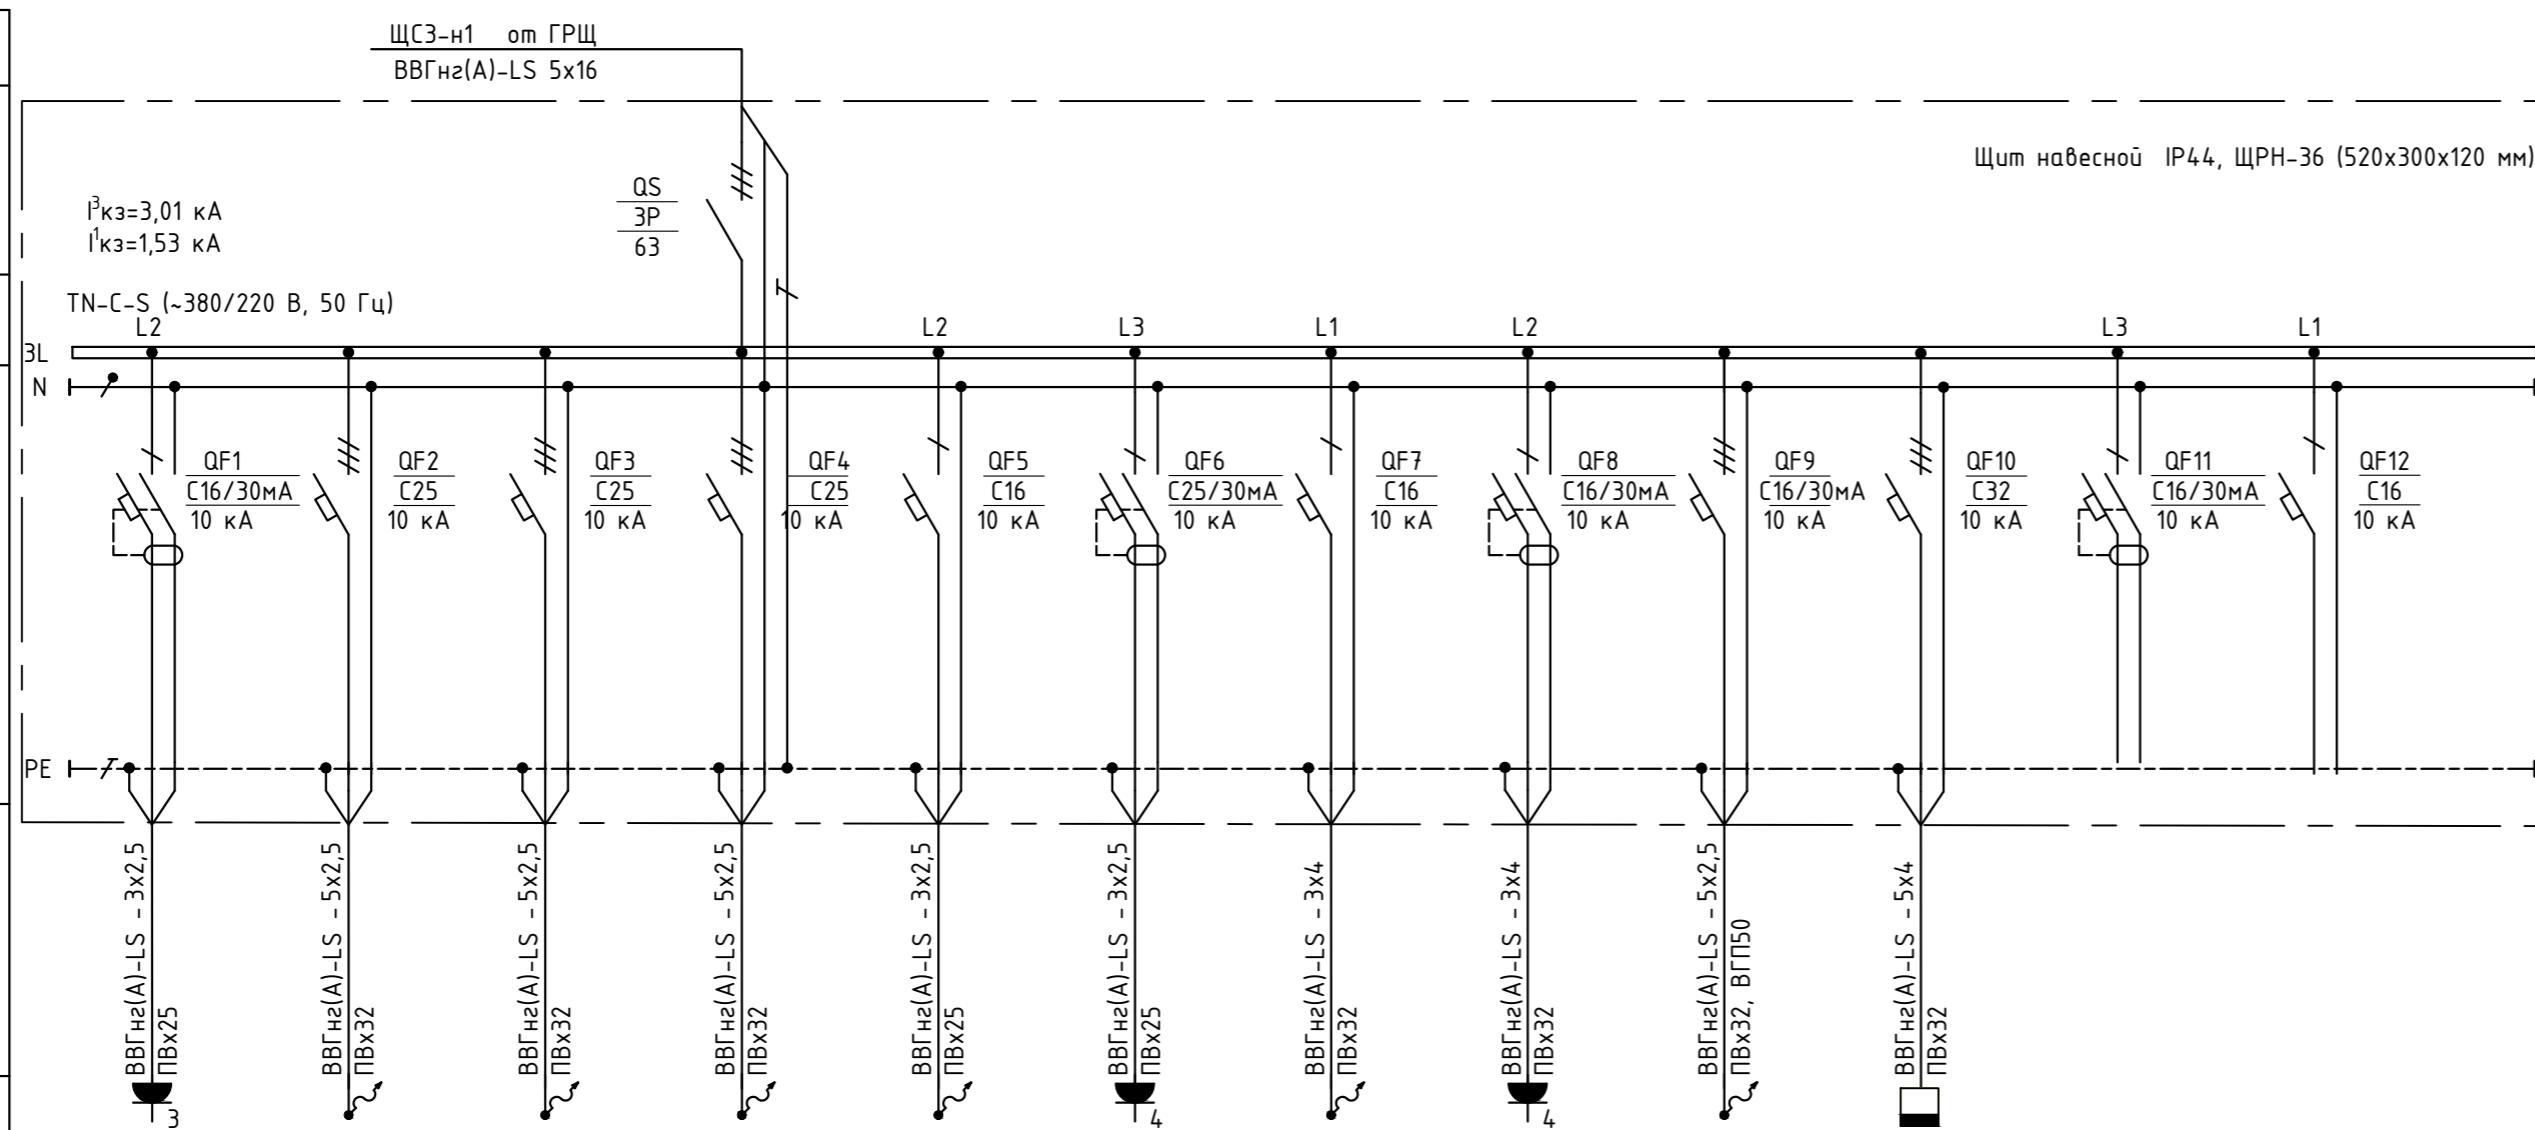 ЩС3-н1 от ГРЩ
ВВГнг(А)-LS 5х16
Щит навесной IP44, ЩРН-36 (520х300х120 мм)
I³кз=3,01 кА
I¹кз=1,53 кА
QS
3P
63
TN-C-S (~380/220 В, 50 Гц)
L2 L2 L3 L1 L2 L3 L1
3L
N
QF1
C16/30мА
10 кА
QF2
C25
10 кА
QF3
C25
10 кА
QF4
C25
10 кА
QF5
C16
10 кА
QF6
C25/30мА
10 кА
QF7
C16
10 кА
QF8
C16/30мА
10 кА
QF9
C16/30мА
10 кА
QF10
C32
10 кА
QF11
C16/30мА
10 кА
QF12
C16
10 кА
PE
ВВГнг(А)-LS - 3х2,5
ПВх25
ВВГнг(А)-LS - 5х2,5
ПВх32
ВВГнг(А)-LS - 5х2,5
ПВх32
ВВГнг(А)-LS - 5х2,5
ПВх32
ВВГнг(А)-LS - 3х2,5
ПВх25
ВВГнг(А)-LS - 3х2,5
ПВх25
ВВГнг(А)-LS - 3х4
ПВх32
ВВГнг(А)-LS - 3х4
ПВх32
ВВГнг(А)-LS - 5х2,5
ПВх32, ВГП50
ВВГнг(А)-LS - 5х4
ПВх32
3 4 4